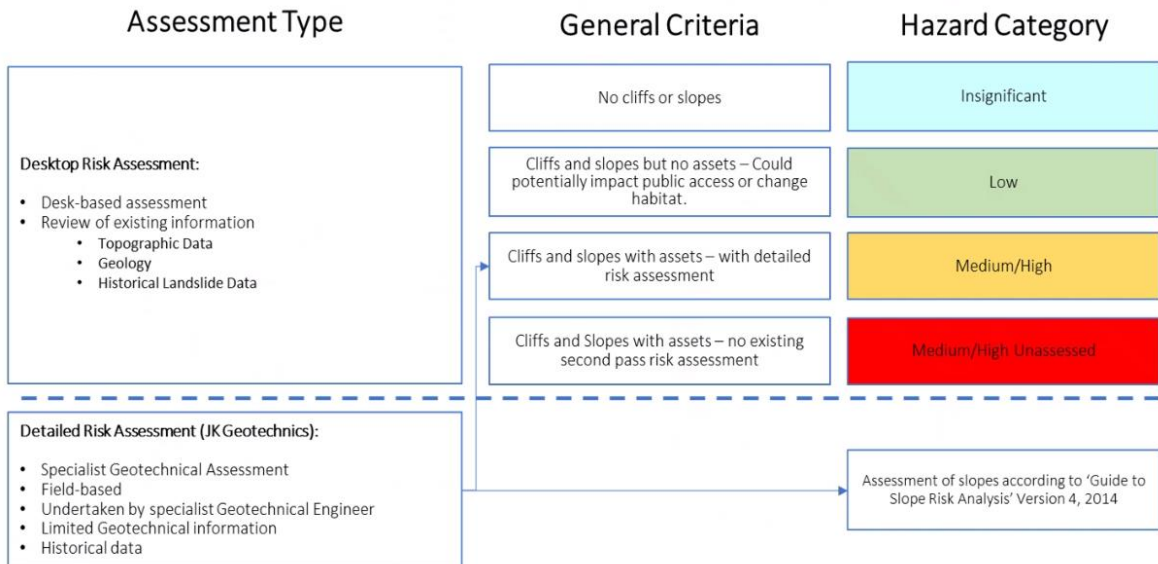 Assessment Type
General Criteria
Hazard Category
Desktop Risk Assessment:
• Desk-based assessment
• Review of existing information
• Topographic Data
• Geology
• Historical Landslide Data
No cliffs or slopes
Insignificant
Cliffs and slopes but no assets – Could
potentially impact public access or change
habitat.
Low
Cliffs and slopes with assets – with detailed
risk assessment
Medium/High
Cliffs and Slopes with assets – no existing
second pass risk assessment
Medium/High Unassessed
Detailed Risk Assessment (JK Geotechnics):
• Specialist Geotechnical Assessment
• Field-based
• Undertaken by specialist Geotechnical Engineer
• Limited Geotechnical information
• Historical data
Assessment of slopes according to ‘Guide to
Slope Risk Analysis’ Version 4, 2014